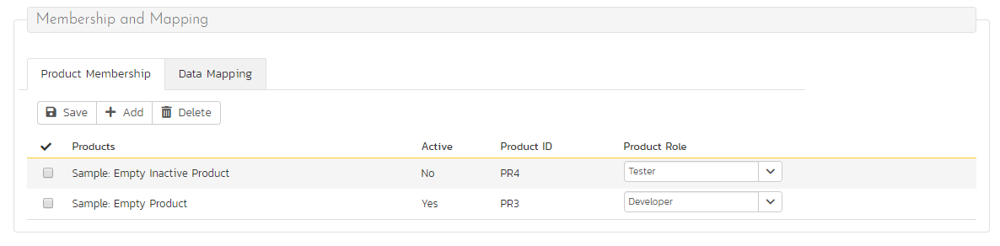 Membership and Mapping
Product Membership Data Mapping
Save Add Delete
Products Active Product ID Product Role
Sample: Empty Inactive Product No PR4 Tester
Sample: Empty Product Yes PR3 Developer